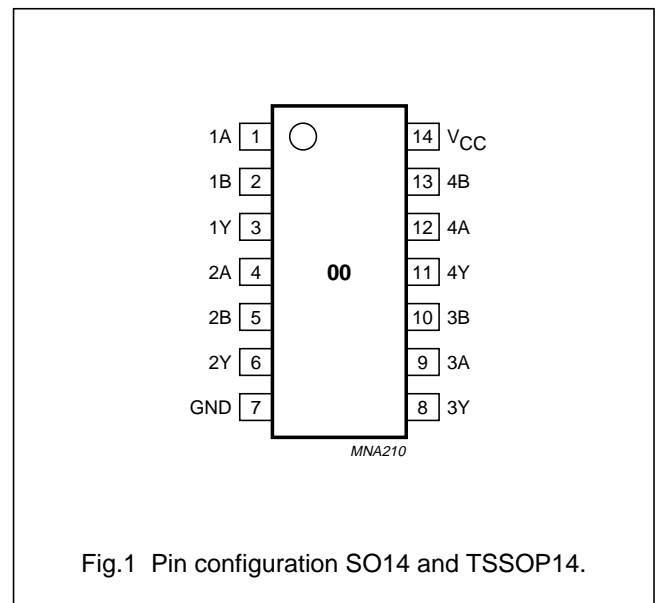 1A 1 14 VCC
1B 2 13 4B
1Y 3 12 4A
2A 4 00 11 4Y
2B 5 10 3B
2Y 6 9 3A
GND 7 8 3Y
MNA210
Fig.1 Pin configuration SO14 and TSSOP14.